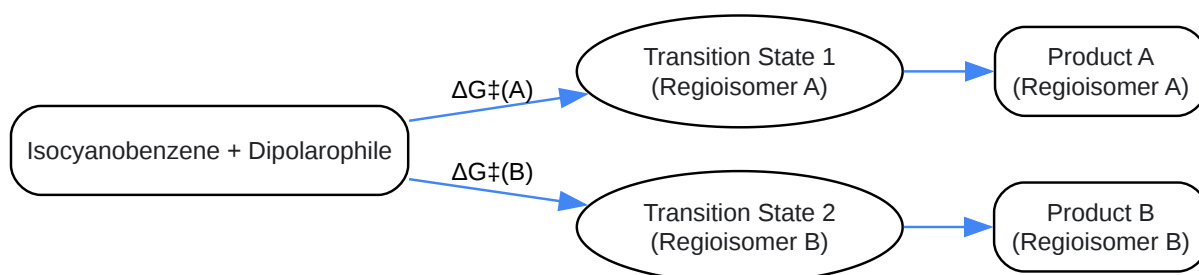 Isocyanobenzene + Dipolarophile
ΔG‡(A)
ΔG‡(B)
Transition State 1
(Regioisomer A)
Transition State 2
(Regioisomer B)
Product A
(Regioisomer A)
Product B
(Regioisomer B)